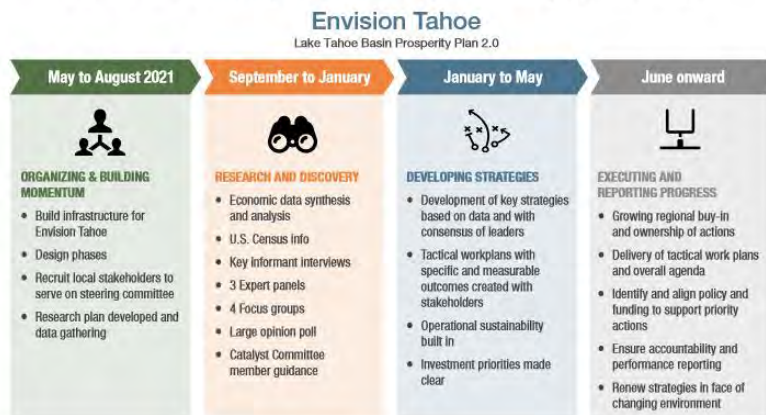 Envision Tahoe
Lake Tahoe Basin Prosperity Plan 2.0
May to August 2021
ORGANIZING & BUILDING
MOMENTUM
• Build infrastructure for
Envision Tahoe
• Design phases
• Recruit local stakeholders to
serve on steering committee
• Research plan developed and
data gathering
September to January
RESEARCH AND DISCOVERY
• Economic data synthesis
and analysis
• U.S. Census info
• Key informant interviews
• 3 Expert panels
• 4 Focus groups
• Large opinion poll
• Catalyst Committee
member guidance
January to May
DEVELOPING STRATEGIES
• Development of key strategies
based on data and with
consensus of leaders
• Tactical workplans with
specific and measurable
outcomes created with
stakeholders
• Operational sustainability
built in
• Investment priorities made
clear
June onward
EXECUTING AND
REPORTING PROGRESS
• Growing regional buy-in
and ownership of actions
• Delivery of tactical work plans
and overall agenda
• Identify and align policy and
funding to support priority
actions
• Ensure accountability and
performance reporting
• Renew strategies in face of
changing environment